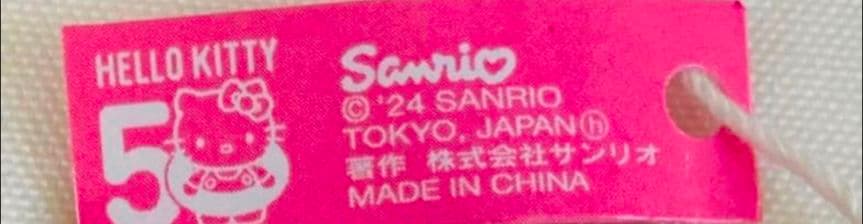 HELLO KITTY
50
Sanrio
© '24 SANRIO
TOKYO, JAPAN ⓗ
著作 株式会社サンリオ
MADE IN CHINA